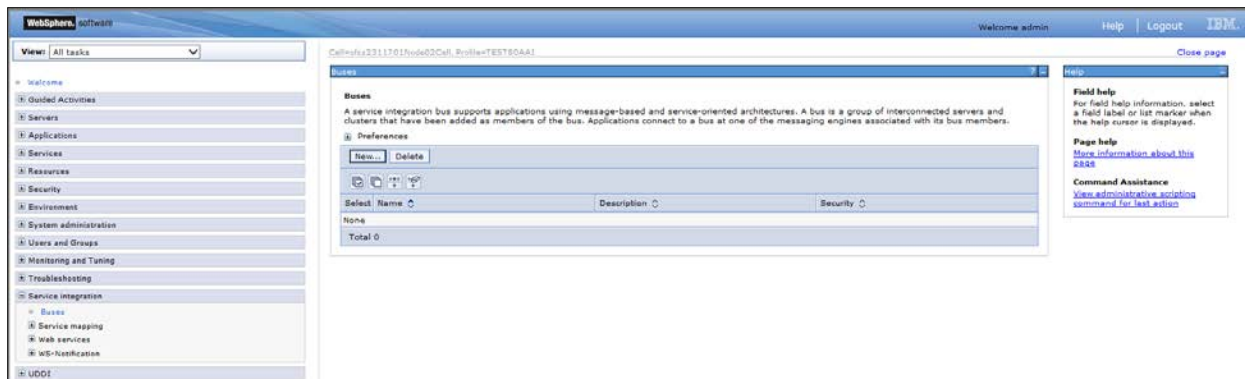 WebSphere. software
Welcome admin
Help | Logout
IBM.
View: All tasks
Cell=vlxs2311701Node02Cell, Profile=TEST80AA1
Close page
Welcome
Guided Activities
Servers
Applications
Services
Resources
Security
Environment
System administration
Users and Groups
Monitoring and Tuning
Troubleshooting
Service integration
Buses
Service mapping
Web services
WS-Notification
UDDI
Buses
? -
Buses
A service integration bus supports applications using message-based and service-oriented architectures. A bus is a group of interconnected servers and
clusters that have been added as members of the bus. Applications connect to a bus at one of the messaging engines associated with its bus members.
Preferences
New... Delete
Select Name Description Security
None
Total 0
Help
Field help
For field help information, select
a field label or list marker when
the help cursor is displayed.
Page help
More information about this
page
Command Assistance
View administrative scripting
command for last action